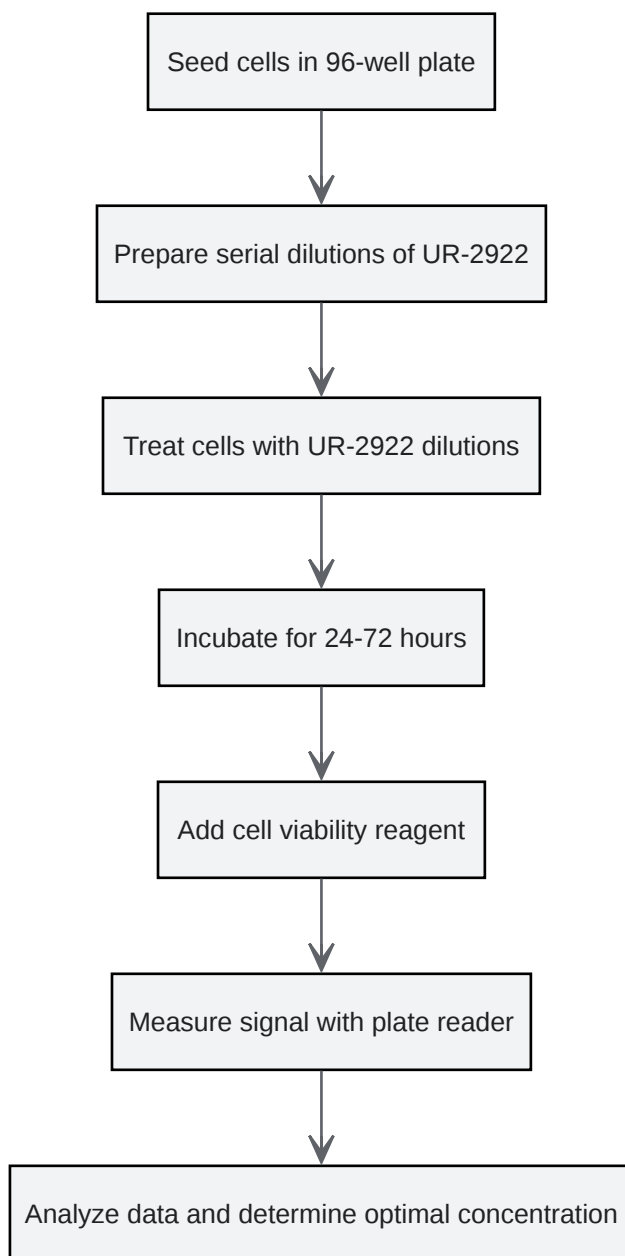 Seed cells in 96-well plate
Prepare serial dilutions of UR-2922
Treat cells with UR-2922 dilutions
Incubate for 24-72 hours
Add cell viability reagent
Measure signal with plate reader
Analyze data and determine optimal concentration